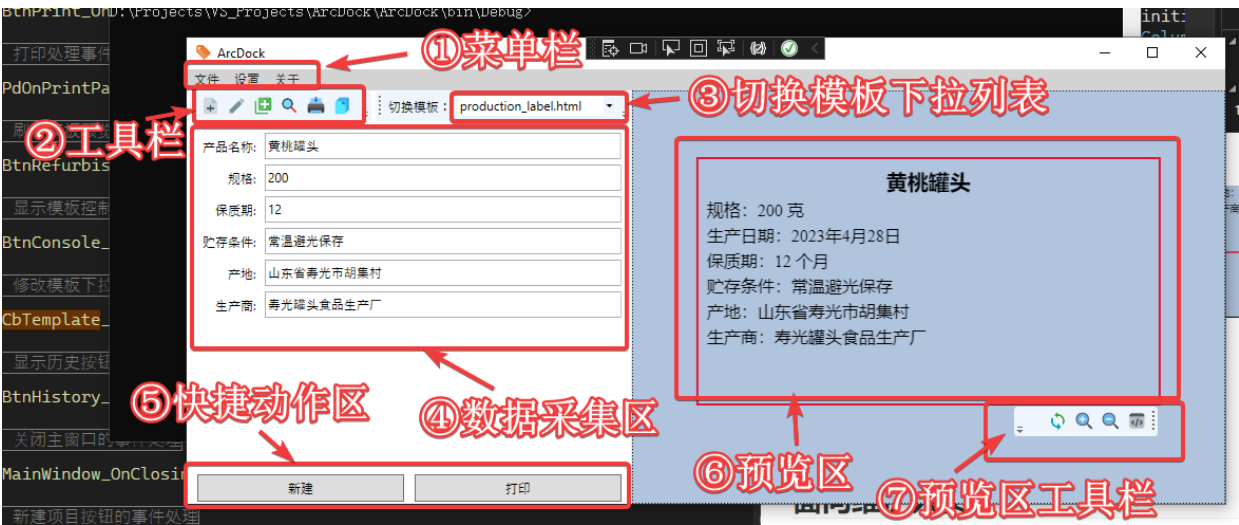 BtnPrint_On
D:\Projects\VS_Projects\ArcDock\ArcDock\bin\Debug>
打印处理事件
PdOnPrintPa
BtnRefurbis
显示模板控制
BtnConsole_
修改模板下拉
CbTemplate_
显示历史按钮
BtnHistory_
关闭主窗口的事件处理
MainWindow_OnClosin
新建项目按钮的事件处理
ArcDock
①菜单栏
文件 设置 关于
②工具栏
切换模板： production_label.html
③切换模板下拉列表
产品名称: 黄桃罐头
规格: 200
保质期: 12
贮存条件: 常温避光保存
产地: 山东省寿光市胡集村
生产商: 寿光罐头食品生产厂
④数据采集区
⑤快捷动作区
新建 打印
黄桃罐头
规格：200 克
生产日期：2023年4月28日
保质期：12 个月
贮存条件：常温避光保存
产地：山东省寿光市胡集村
生产商：寿光罐头食品生产厂
⑥预览区
⑦预览区工具栏